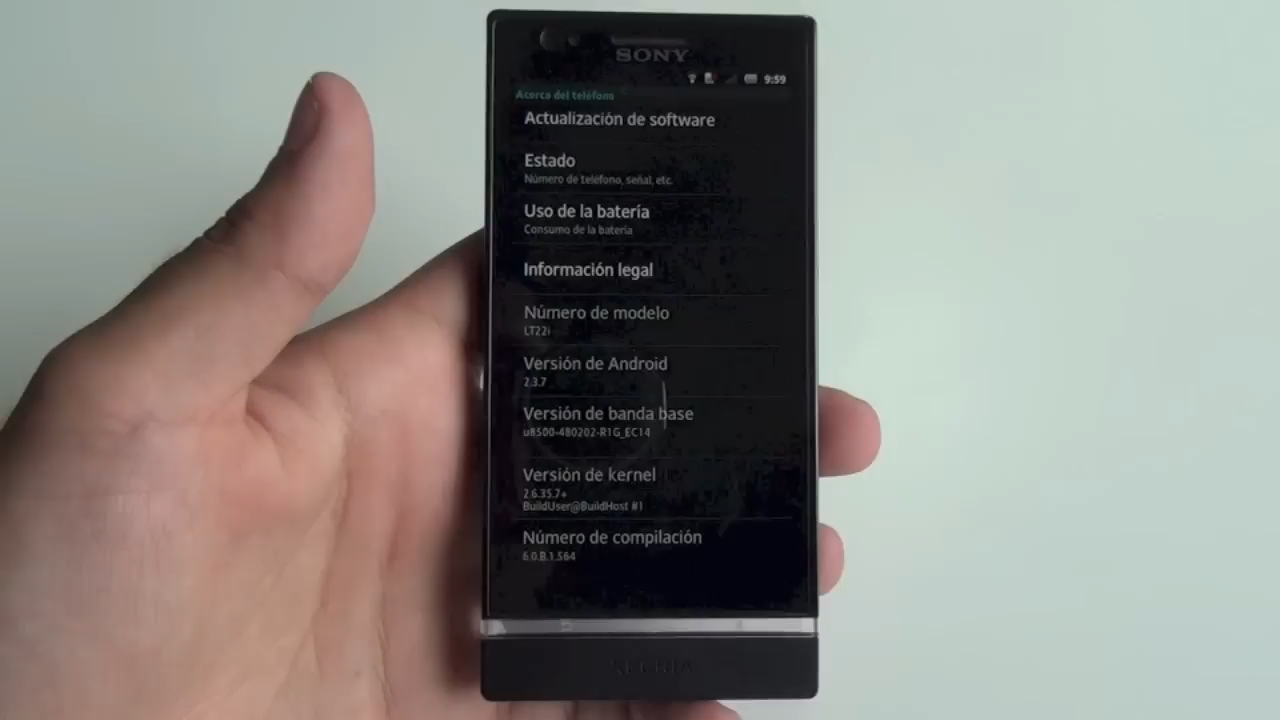 SONY
9:59
Acerca del teléfono
Actualización de software
Estado
Número de teléfono, señal, etc.
Uso de la batería
Consumo de la batería
Información legal
Número de modelo
LT22i
Versión de Android
2.3.7
Versión de banda base
u8500-480202-R1G_EC14
Versión de kernel
2.6.35.7+
BuildUser@BuildHost #1
Número de compilación
6.0.B.1.564
XPERIA